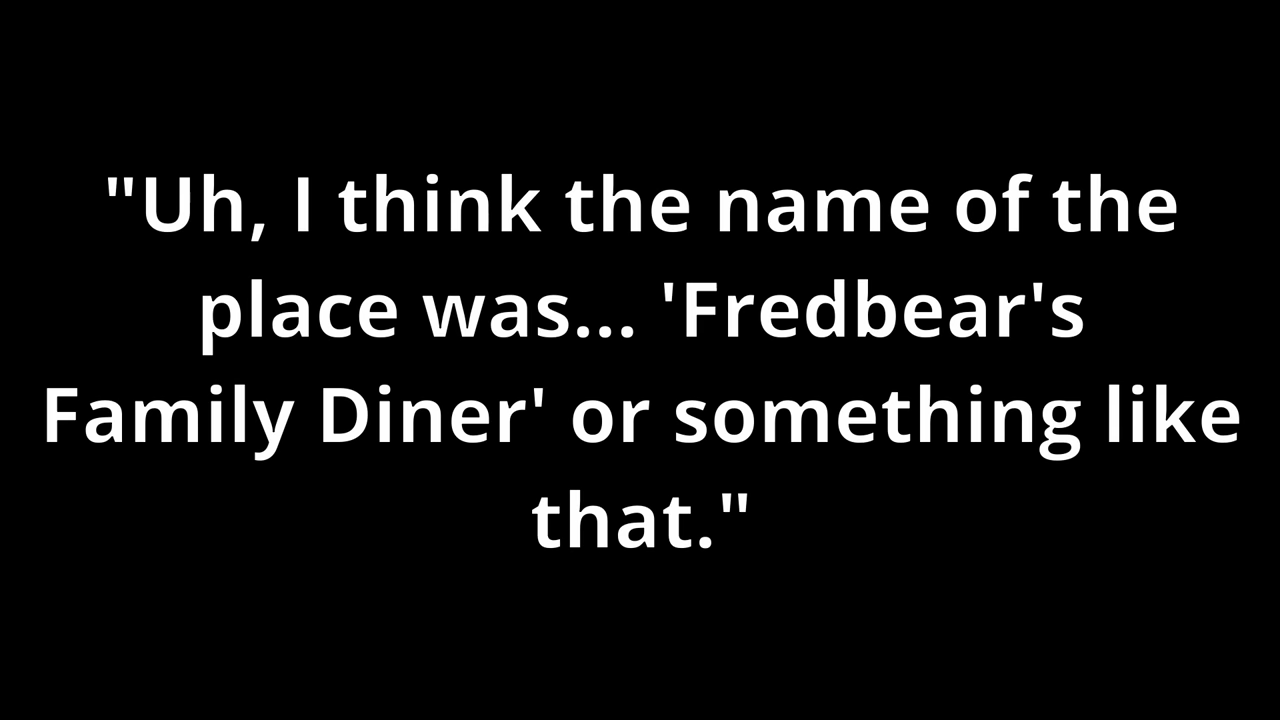 "Uh, I think the name of the
place was... 'Fredbear's
Family Diner' or something like
that."